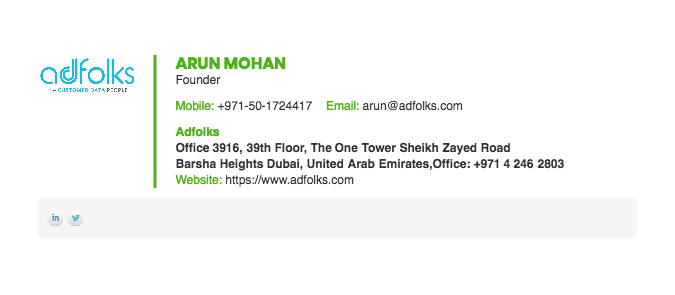 adfolks
THE CUSTOMER DATA PEOPLE
ARUN MOHAN
Founder
Mobile: +971-50-1724417 Email: arun@adfolks.com
Adfolks
Office 3916, 39th Floor, The One Tower Sheikh Zayed Road
Barsha Heights Dubai, United Arab Emirates,Office: +971 4 246 2803
Website: https://www.adfolks.com
in